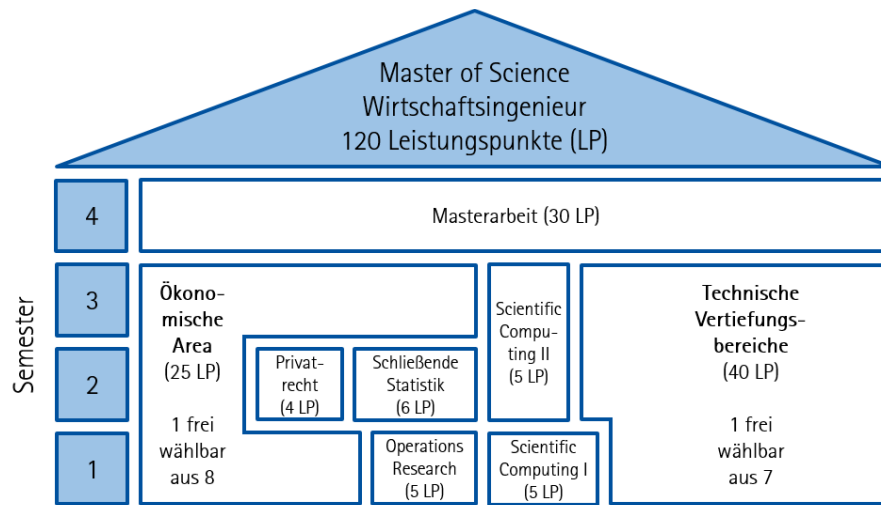 Master of Science
Wirtschaftsingenieur
120 Leistungspunkte (LP)
Semester
4
Masterarbeit (30 LP)
3
Ökono-
mische
Area
(25 LP)
1 frei
wählbar
aus 8
Scientific
Compu-
ting II
(5 LP)
Technische
Vertiefungs-
bereiche
(40 LP)
1 frei
wählbar
aus 7
2
Privat-
recht
(4 LP)
Schließende
Statistik
(6 LP)
1
Operations
Research
(5 LP)
Scientific
Computing I
(5 LP)